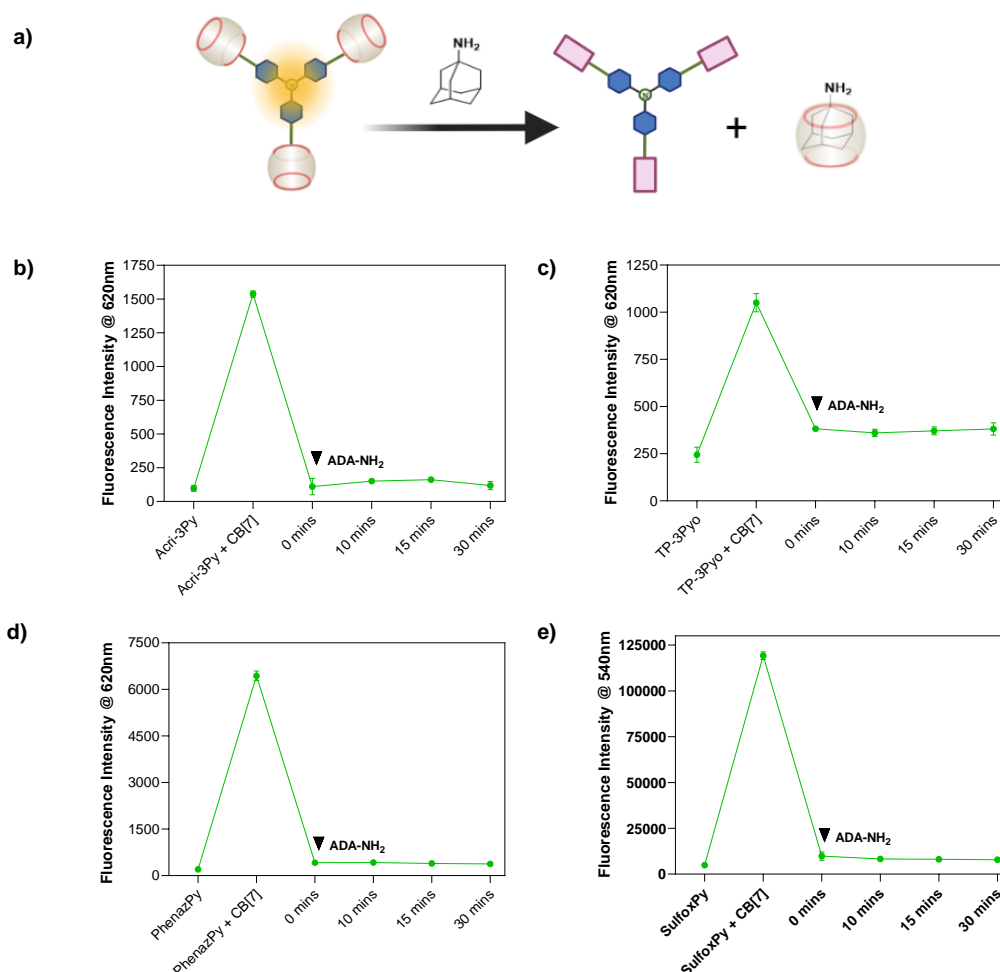 a)
NH2
N
+
NH2
b)
Fluorescence Intensity @ 620nm
1750
1500
1250
1000
750
500
250
0
ADA-NH2
Acri-3Py
Acri-3Py + CB[7]
0 mins
10 mins
15 mins
30 mins
c)
Fluorescence Intensity @ 620nm
1250
1000
750
500
250
0
ADA-NH2
TP-3Pyo
TP-3Pyo + CB[7]
0 mins
10 mins
15 mins
30 mins
d)
Fluorescence Intensity @ 620nm
7500
6000
4500
3000
1500
0
ADA-NH2
PhenazPy
PhenazPy + CB[7]
0 mins
10 mins
15 mins
30 mins
e)
Fluorescence Intensity @ 540nm
125000
100000
75000
50000
25000
0
ADA-NH2
SulfoxPy
SulfoxPy + CB[7]
0 mins
10 mins
15 mins
30 mins